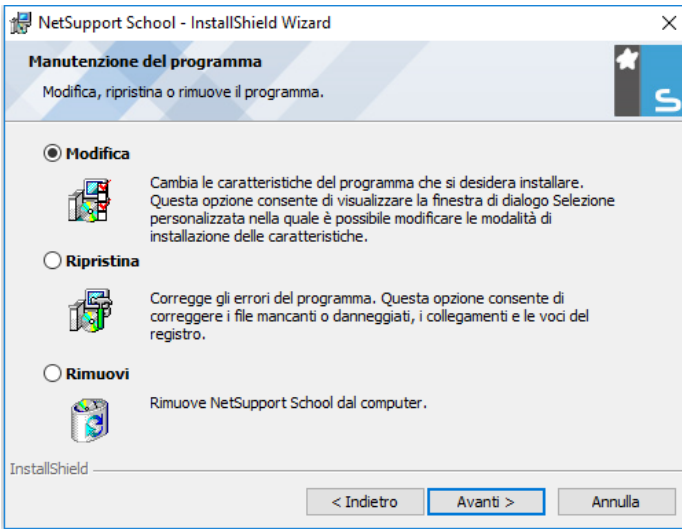 NetSupport School - InstallShield Wizard
Manutenzione del programma
Modifica, ripristina o rimuove il programma.
S
Modifica
Cambia le caratteristiche del programma che si desidera installare.
Questa opzione consente di visualizzare la finestra di dialogo Selezione
personalizzata nella quale è possibile modificare le modalità di
installazione delle caratteristiche.
Ripristina
Corregge gli errori del programma. Questa opzione consente di
correggere i file mancanti o danneggiati, i collegamenti e le voci del
registro.
Rimuovi
Rimuove NetSupport School dal computer.
InstallShield
< Indietro
Avanti >
Annulla